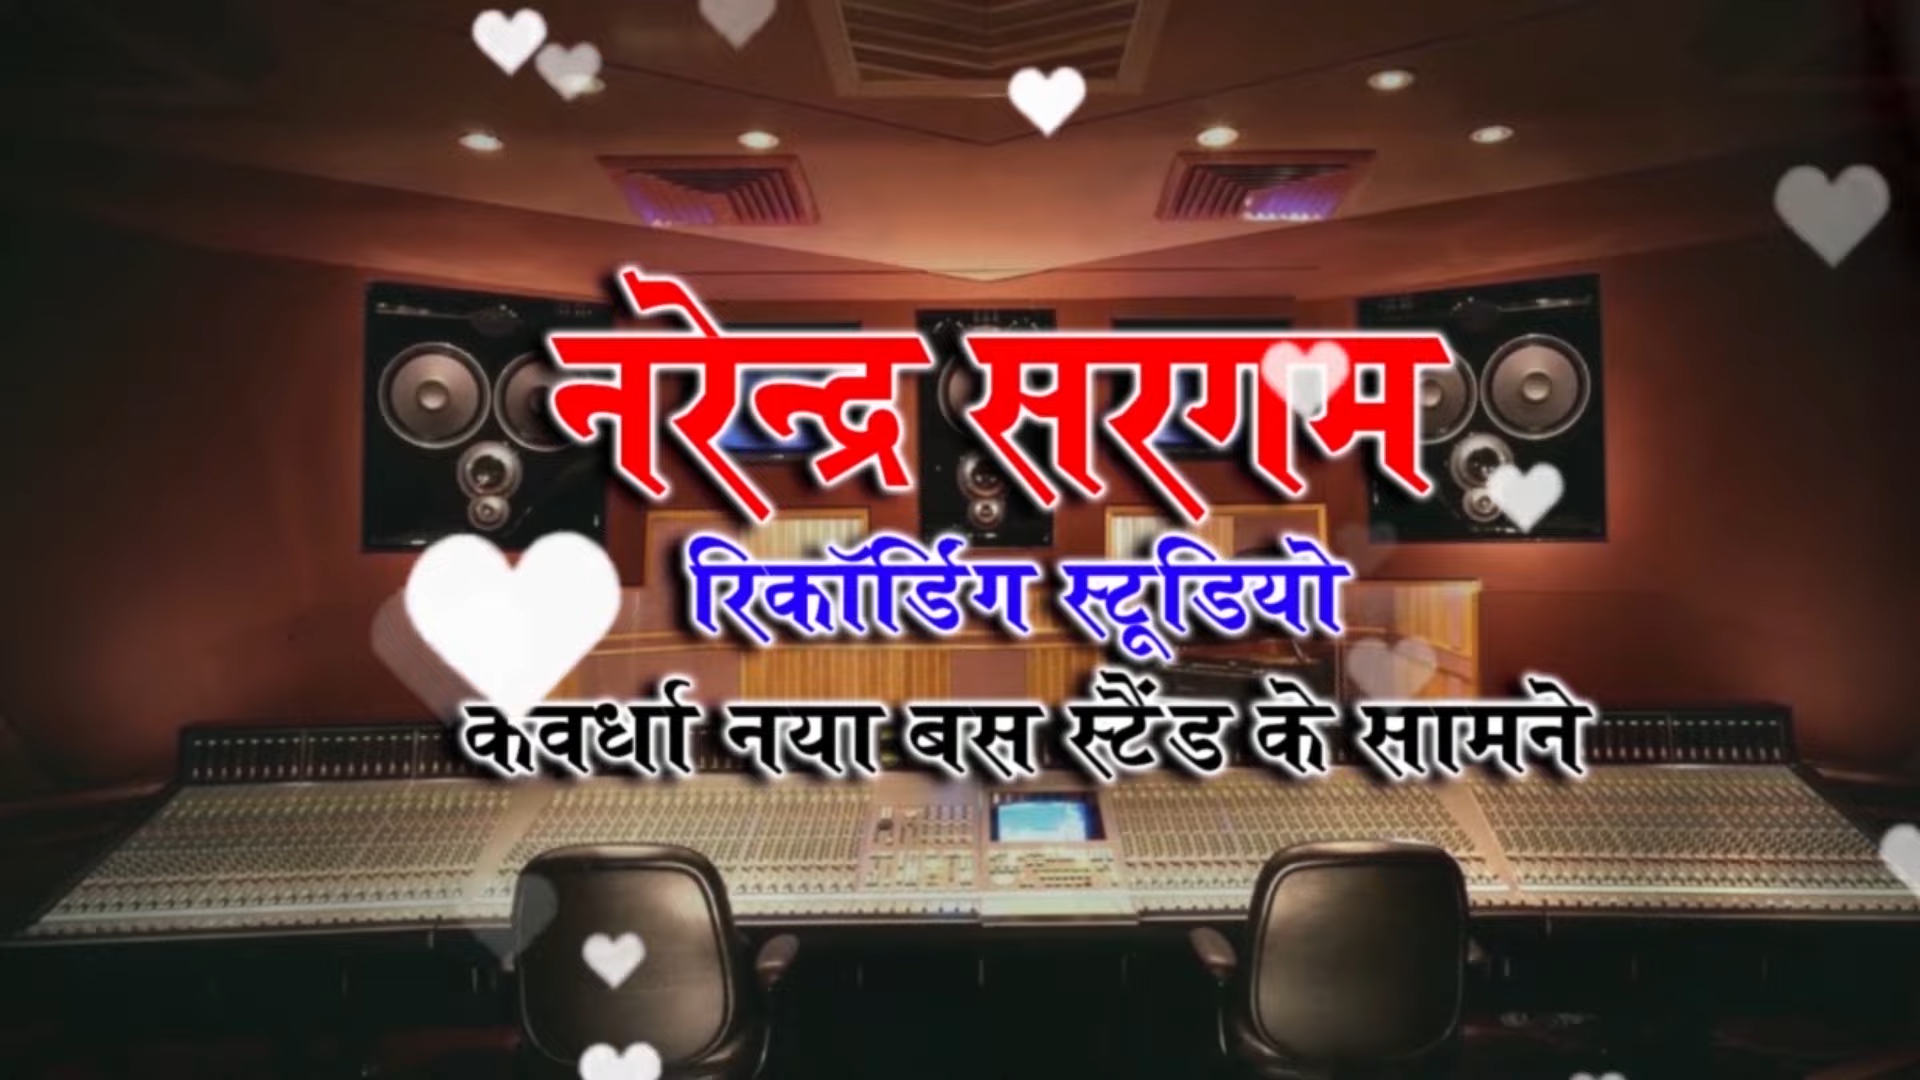 नरेन्द्र सरगम
रिकॉर्डिग स्टूडियो
कवर्धा नया बस स्टैंड के सामने